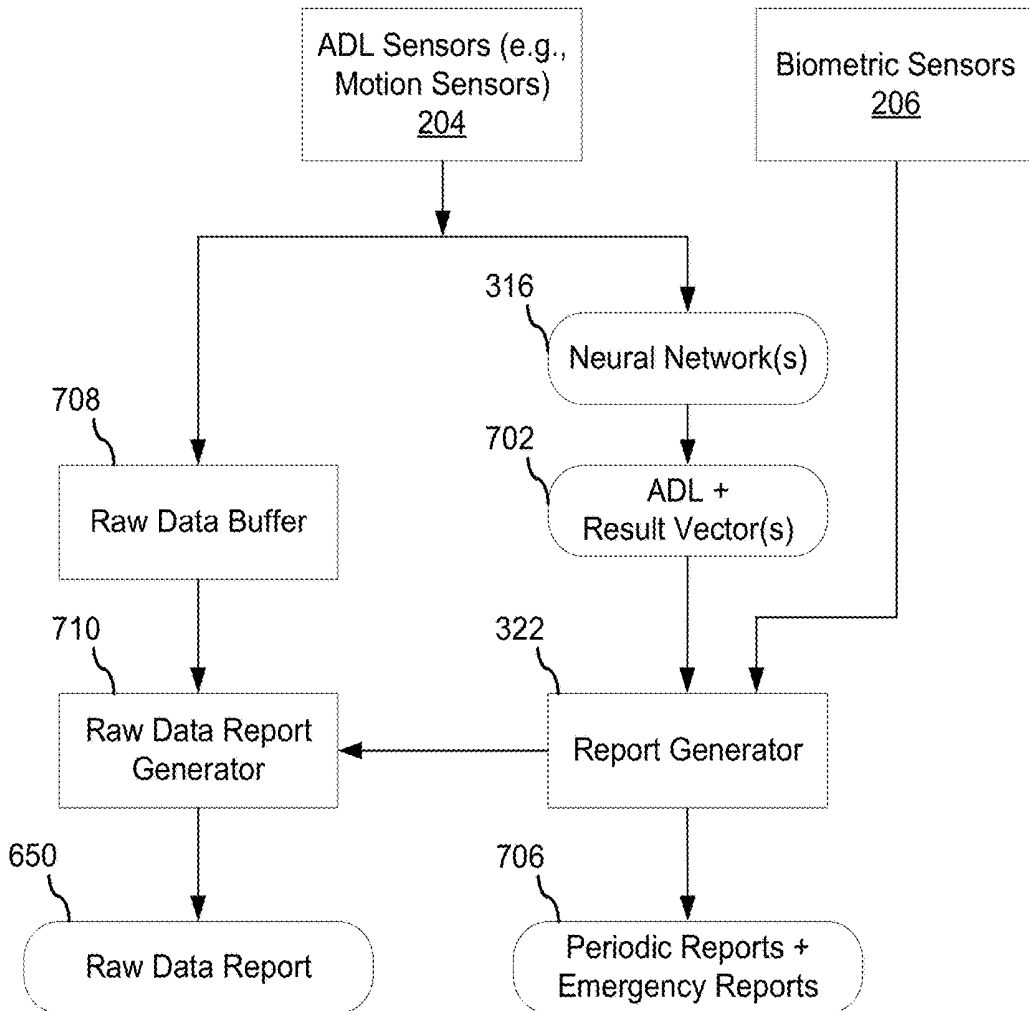 ADL Sensors (e.g.,
Motion Sensors)
204
Biometric Sensors
206
316
Neural Network(s)
708
702
ADL +
Result Vector(s)
Raw Data Buffer
710
322
Raw Data Report
Generator
Report Generator
650
706
Raw Data Report
Periodic Reports +
Emergency Reports